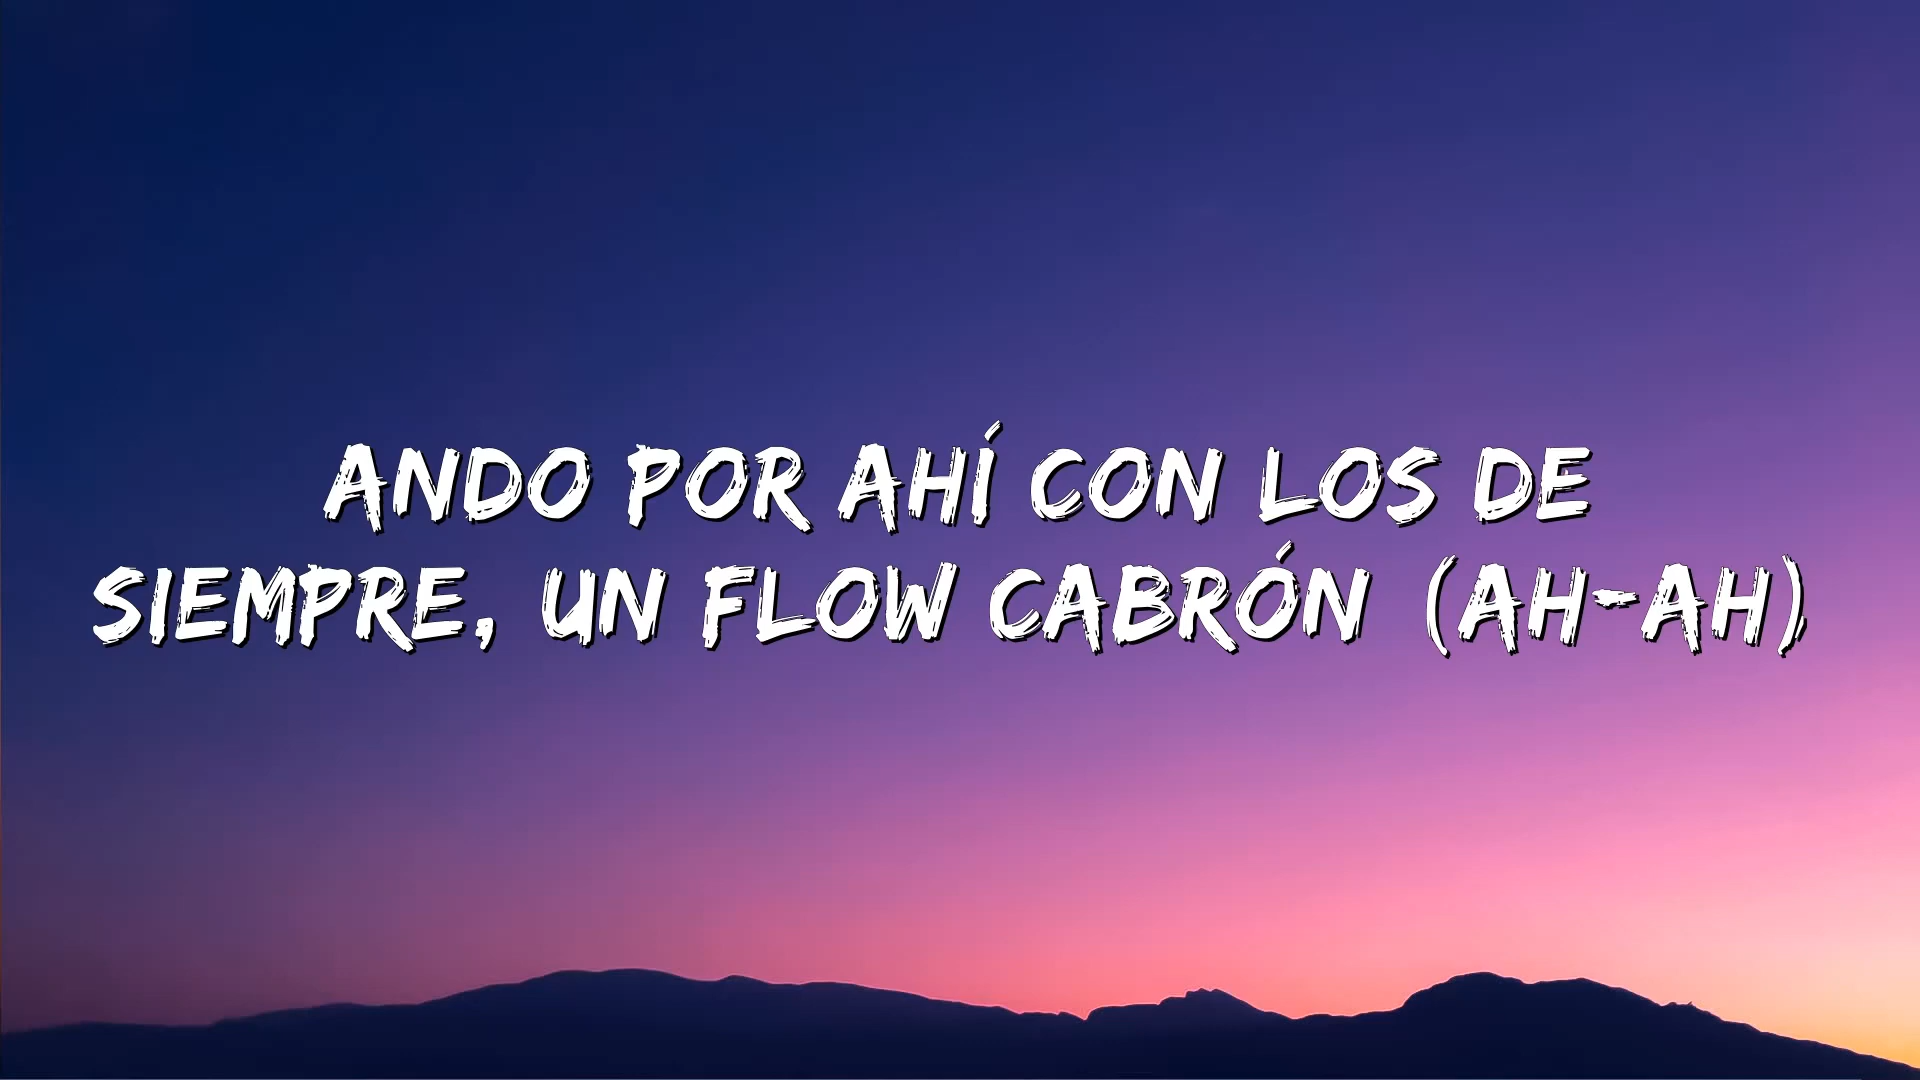 ANDO POR AHÍ CON LOS DE
SIEMPRE, UN FLOW CABRÓN (AH-AH)